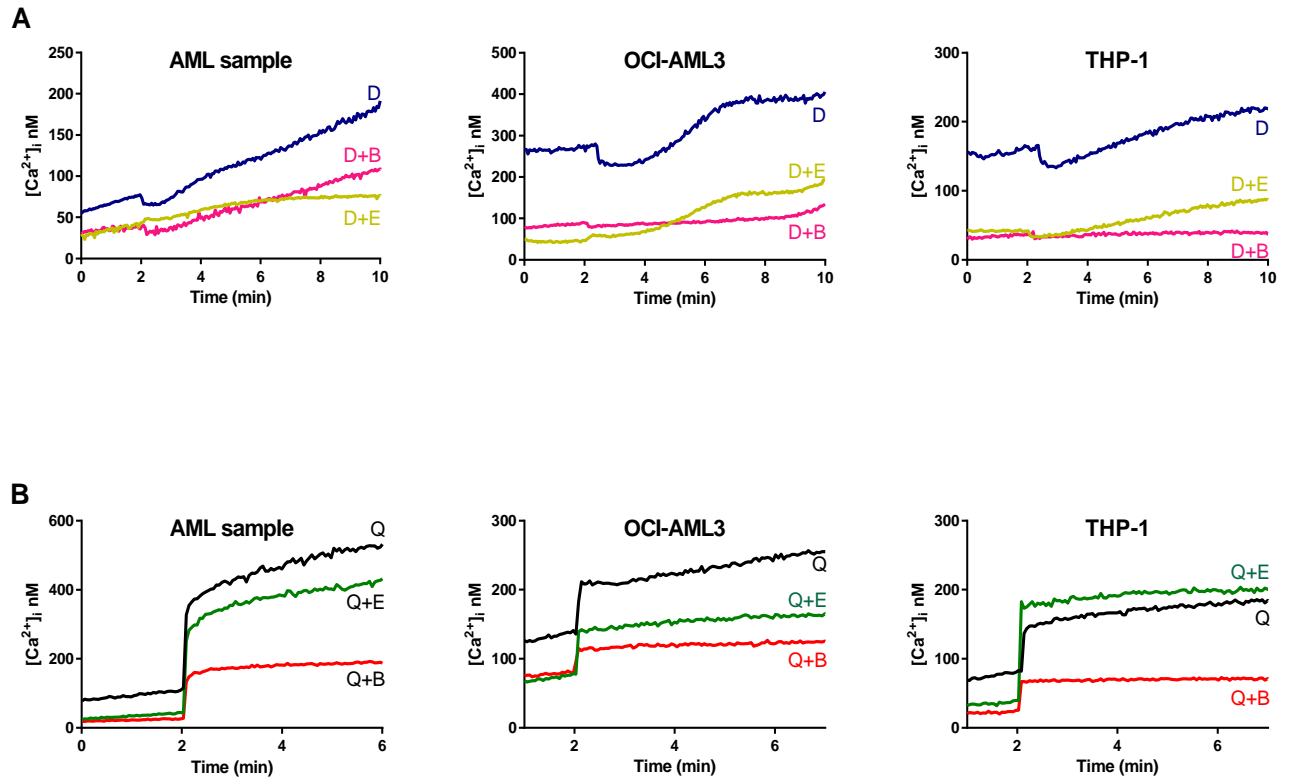 A
AML sample
OCI-AML3
THP-1
[Ca²⁺]ᵢ nM
250
200
150
100
50
0
D
D+B
D+E
0 2 4 6 8 10
Time (min)
[Ca²⁺]ᵢ nM
500
400
300
200
100
0
D
D+E
D+B
0 2 4 6 8 10
Time (min)
[Ca²⁺]ᵢ nM
300
200
100
0
D
D+E
D+B
0 2 4 6 8 10
Time (min)
B
AML sample
OCI-AML3
THP-1
[Ca²⁺]ᵢ nM
600
400
200
0
Q
Q+E
Q+B
0 2 4 6
Time (min)
[Ca²⁺]ᵢ nM
300
200
100
0
Q
Q+E
Q+B
2 4 6
Time (min)
[Ca²⁺]ᵢ nM
300
200
100
0
Q+E
Q
Q+B
2 4 6
Time (min)